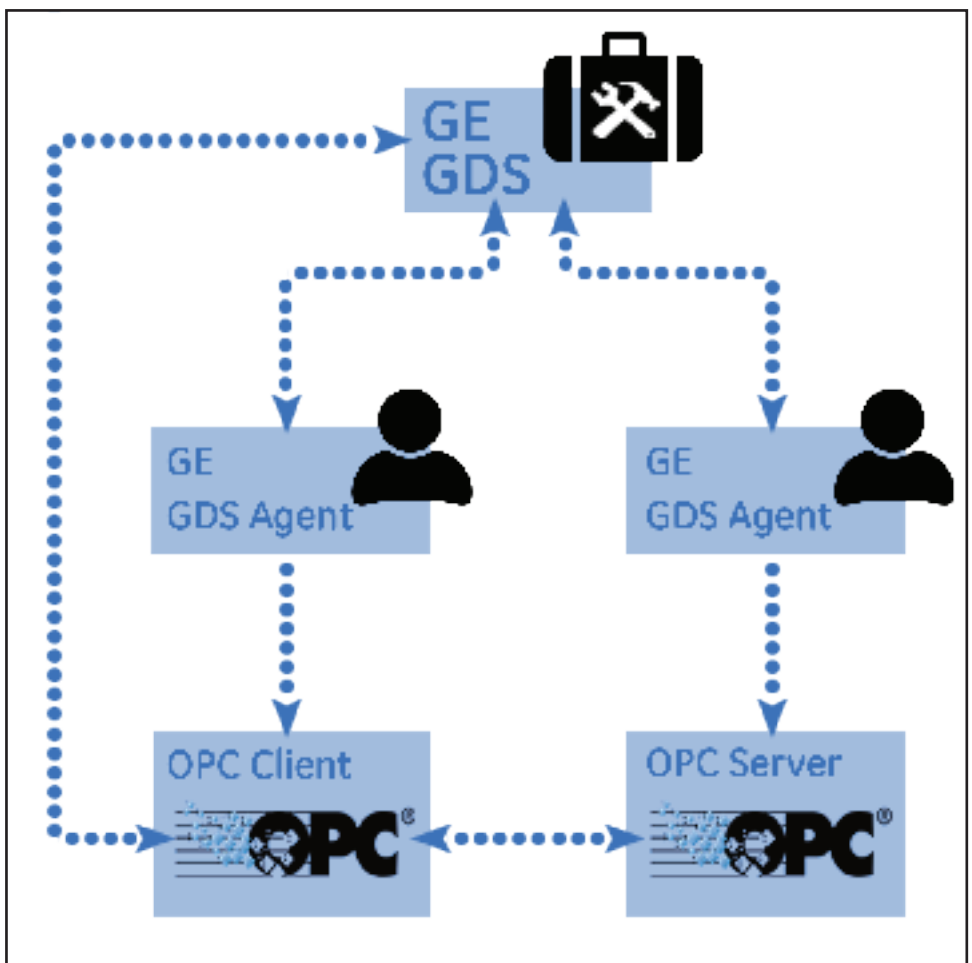 GE
GDS
GE
GDS Agent
GE
GDS Agent
OPC Client
OPC®
OPC Server
OPC®